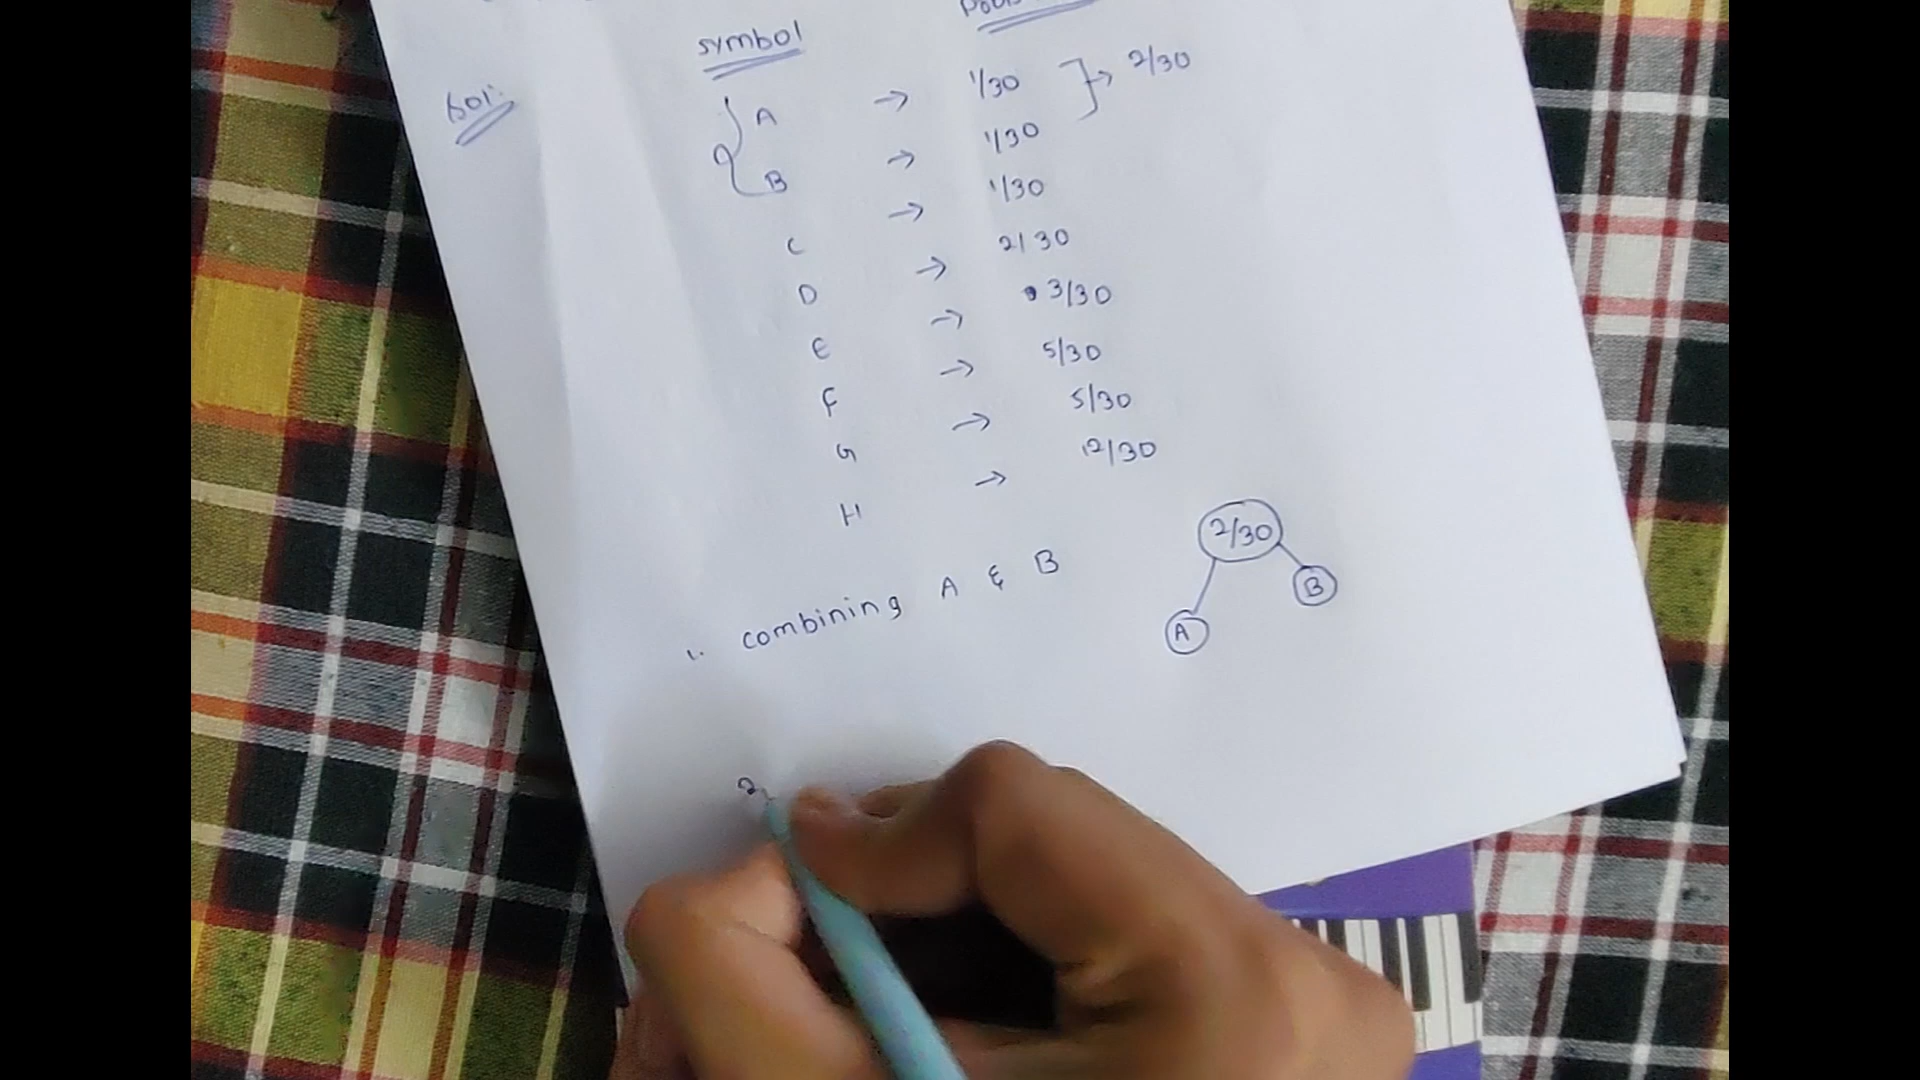 symbol
Sol:
A → 1/30 } → 2/30
B → 1/30
C → 1/30
D → 2/30
E → 3/30
F → 5/30
G → 5/30
H → 12/30
1. combining A & B
2/30
A B
2